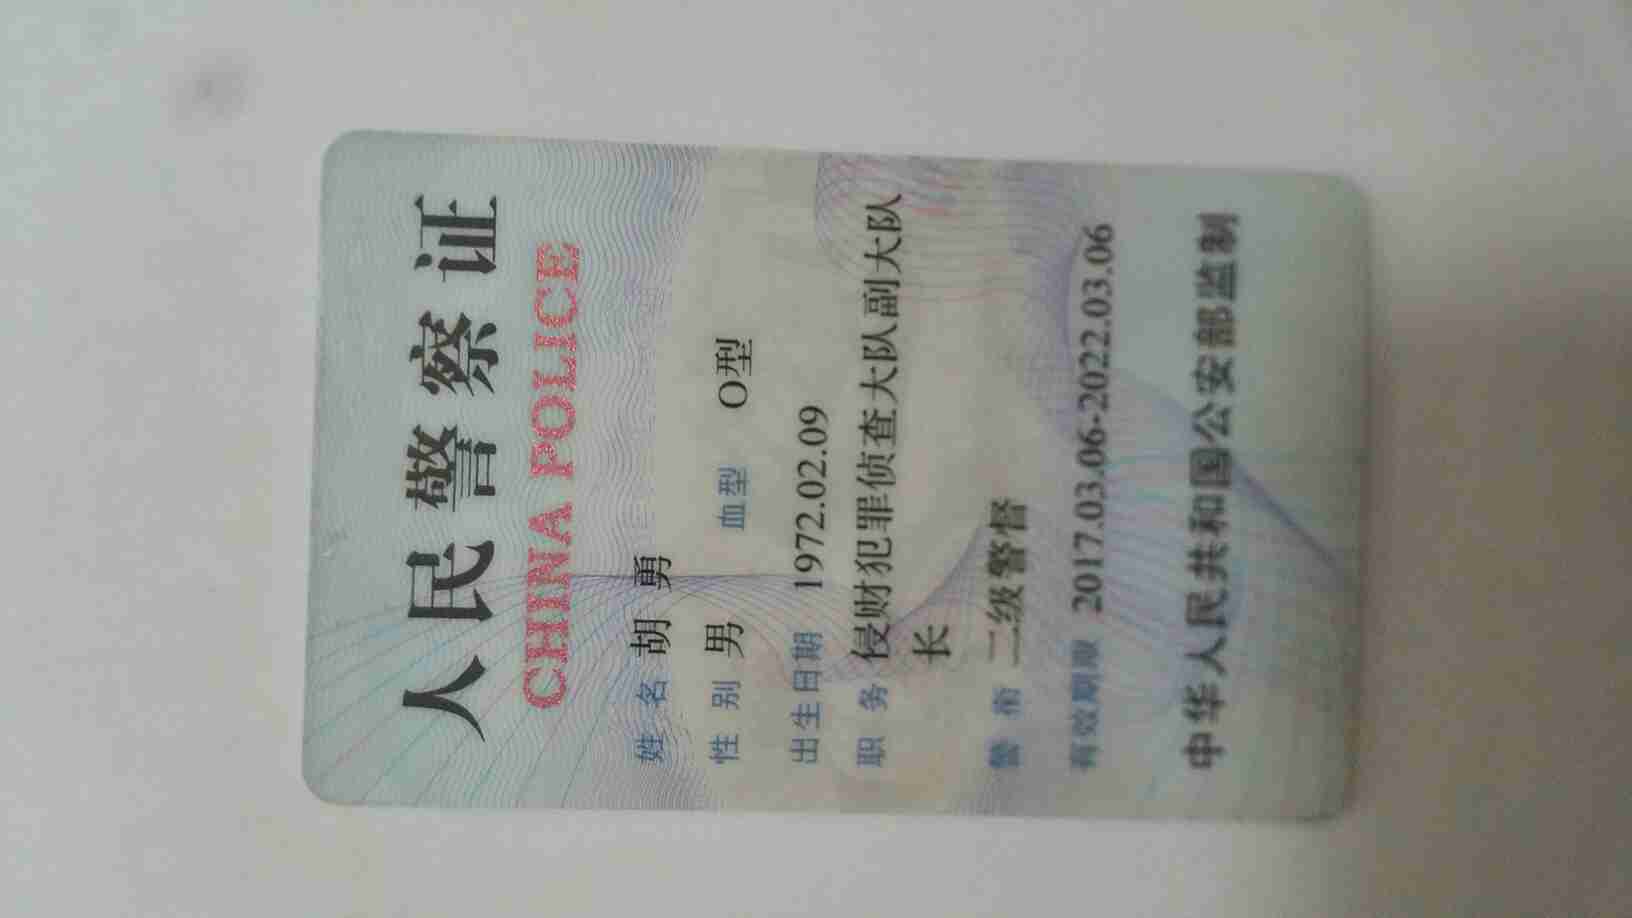 人民警察证
CHINA POLICE
姓 名 胡 勇
性 别 男 血型 O型
出生日期 1972.02.09
职 务 侵财犯罪侦查大队副大队
长
警 衔 二级警督
有效期限 2017.03.06-2022.03.06
中华人民共和国公安部监制